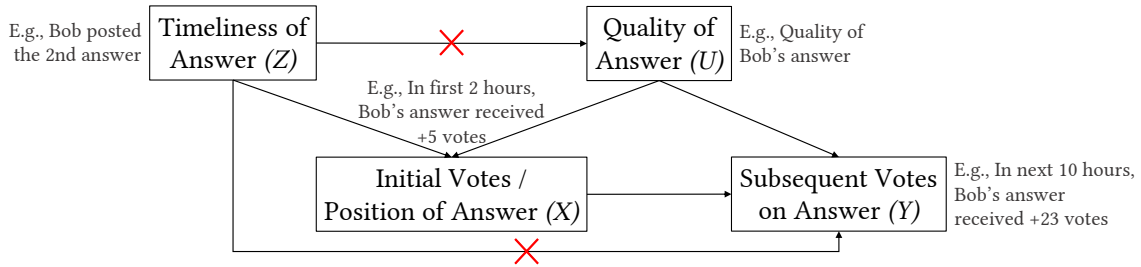 E.g., Bob posted
the 2nd answer
Timeliness of
Answer (Z)
Quality of
Answer (U)
E.g., Quality of
Bob's answer
E.g., In first 2 hours,
Bob's answer received
+5 votes
Initial Votes /
Position of Answer (X)
Subsequent Votes
on Answer (Y)
E.g., In next 10 hours,
Bob's answer
received +23 votes